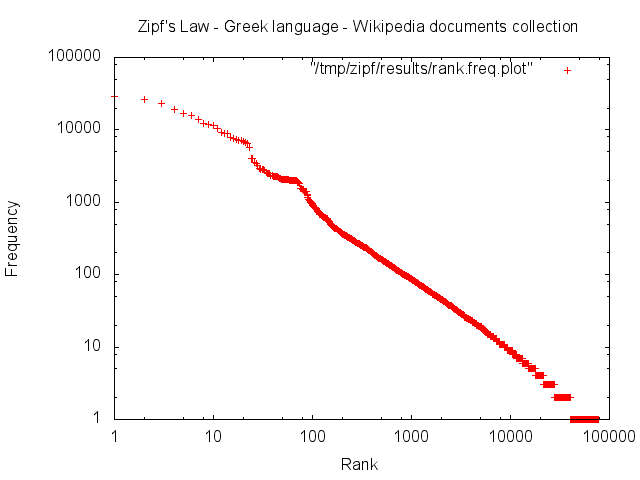 Zipf's Law - Greek language - Wikipedia documents collection
"/tmp/zipf/results/rank.freq.plot"
100000
10000
1000
100
10
1
Frequency
1 10 100 1000 10000 100000
Rank